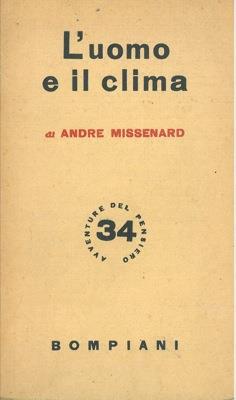 L'uomo
e il clima
di ANDRE MISSENARD
AVVENTURE DEL PENSIERO
34
BOMPIANI